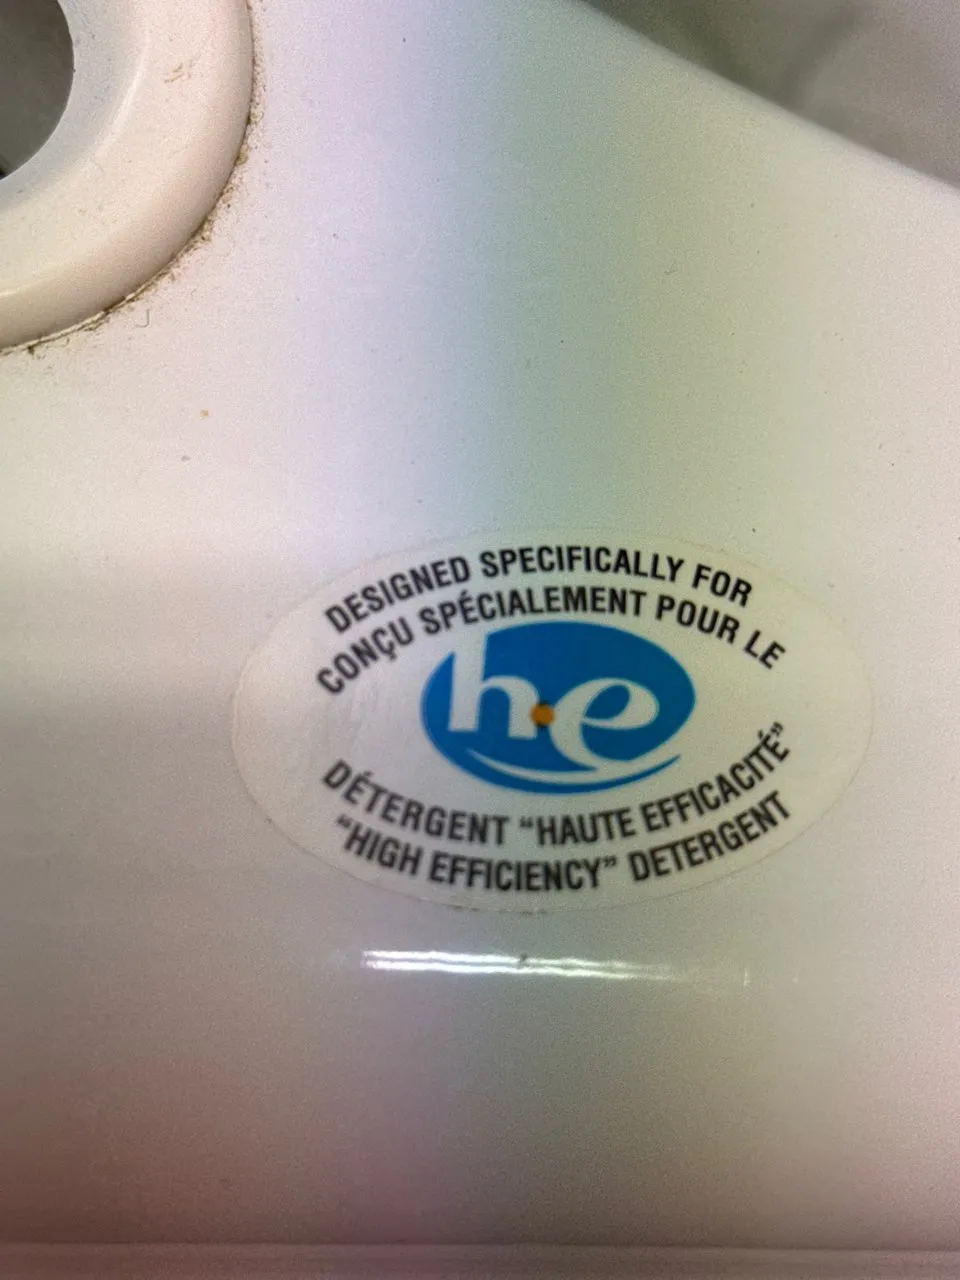 DESIGNED SPECIFICALLY FOR
CONÇU SPÉCIALEMENT POUR LE
he
DÉTERGENT “HAUTE EFFICACITÉ”
“HIGH EFFICIENCY” DETERGENT